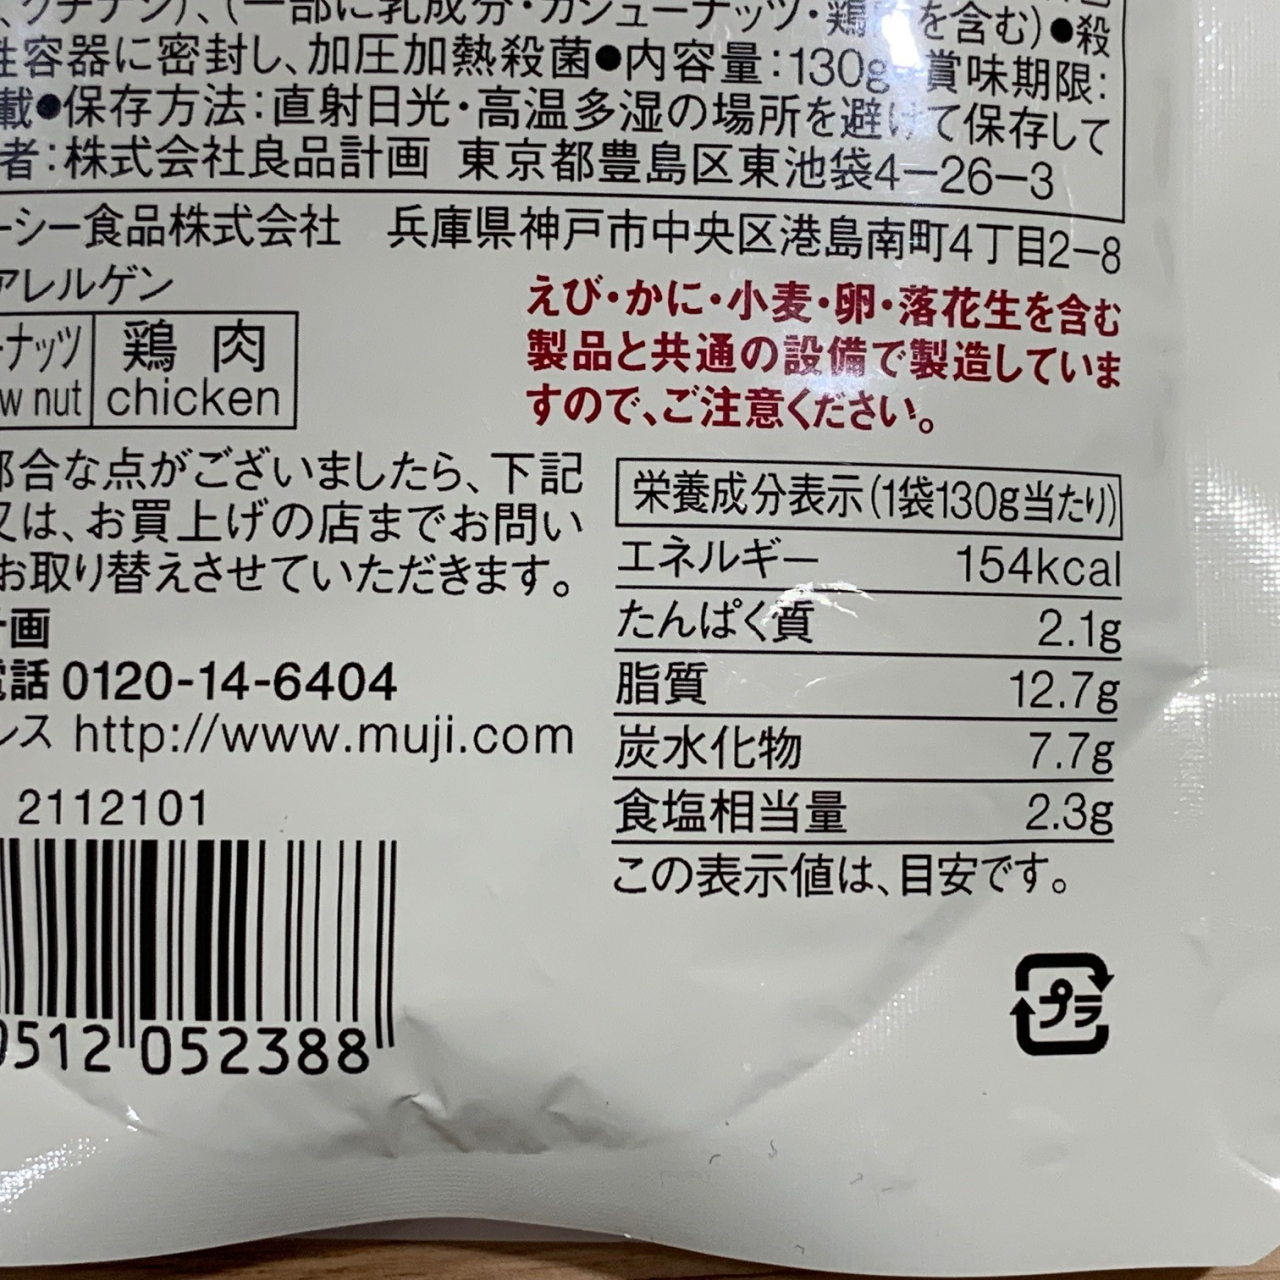 、クチナシ)、(一部に乳成分・カシューナッツ・鶏を含む)●殺
性容器に密封し、加圧加熱殺菌●内容量:130g 賞味期限:
載●保存方法:直射日光・高温多湿の場所を避けて保存して
者:株式会社良品計画 東京都豊島区東池袋4-26-3
ーシー食品株式会社 兵庫県神戸市中央区港島南町4丁目2-8
アレルゲン
ーナッツ 鶏肉
w nut chicken
えび・かに・小麦・卵・落花生を含む
製品と共通の設備で製造していま
すので、ご注意ください。
部合な点がございましたら、下記
又は、お買上げの店までお問い
お取り替えさせていただきます。
計画
電話 0120-14-6404
レス http://www.muji.com
2112101
0512 052388
栄養成分表示(1袋130g当たり)
エネルギー 154kcal
たんぱく質 2.1g
脂質 12.7g
炭水化物 7.7g
食塩相当量 2.3g
この表示値は、目安です。
プラ